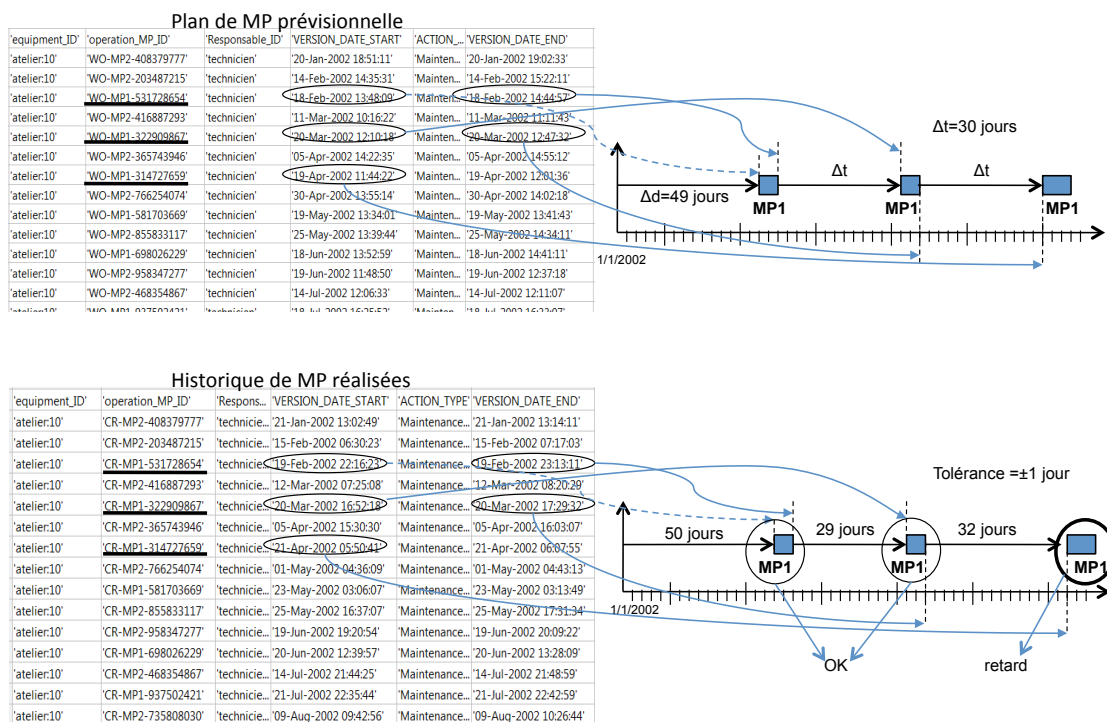 Plan de MP prévisionnelle
'equipment_ID' 'operation_MP_ID' 'Responsable_ID' 'VERSION_DATE_START' 'ACTION_... 'VERSION_DATE_END'
'atelier:10' 'WO-MP2-408379777' 'technicien' '20-Jan-2002 18:51:11' 'Mainten... '20-Jan-2002 19:02:33'
'atelier:10' 'WO-MP2-203487215' 'technicien' '14-Feb-2002 14:35:31' 'Mainten... '14-Feb-2002 15:22:11'
'atelier:10' 'WO-MP1-531728654' 'technicien' '18-Feb-2002 13:48:09' 'Mainten... '18-Feb-2002 14:44:57'
'atelier:10' 'WO-MP2-416887293' 'technicien' '11-Mar-2002 10:16:22' 'Mainten... '11-Mar-2002 11:11:43'
'atelier:10' 'WO-MP1-322909867' 'technicien' '20-Mar-2002 12:10:18' 'Mainten... '20-Mar-2002 12:47:32'
'atelier:10' 'WO-MP2-365743946' 'technicien' '05-Apr-2002 14:22:35' 'Mainten... '05-Apr-2002 14:55:12'
'atelier:10' 'WO-MP1-314727659' 'technicien' '19-Apr-2002 11:44:22' 'Mainten... '19-Apr-2002 12:01:36'
'atelier:10' 'WO-MP2-766254074' 'technicien' '30-Apr-2002 13:55:14' 'Mainten... '30-Apr-2002 14:02:18'
'atelier:10' 'WO-MP1-581703669' 'technicien' '19-May-2002 13:34:01' 'Mainten... '19-May-2002 13:41:43'
'atelier:10' 'WO-MP2-855833117' 'technicien' '25-May-2002 13:39:44' 'Mainten... '25-May-2002 14:34:11'
'atelier:10' 'WO-MP1-698026229' 'technicien' '18-Jun-2002 13:52:59' 'Mainten... '18-Jun-2002 14:41:11'
'atelier:10' 'WO-MP2-958347277' 'technicien' '19-Jun-2002 11:48:50' 'Mainten... '19-Jun-2002 12:37:18'
'atelier:10' 'WO-MP2-468354867' 'technicien' '14-Jul-2002 12:06:33' 'Mainten... '14-Jul-2002 12:11:07'
'atelier:10' 'WO-MP1-937502421' 'technicien' '18-Jul-2002 'Mainten... '18-Jul-2002
Δt=30 jours
Δd=49 jours Δt Δt
MP1 MP1 MP1
1/1/2002
Historique de MP réalisées
'equipment_ID' 'operation_MP_ID' 'Respons... 'VERSION_DATE_START' 'ACTION_TYPE' 'VERSION_DATE_END'
'atelier:10' 'CR-MP2-408379777' 'technicie... '21-Jan-2002 13:02:49' 'Maintenance... '21-Jan-2002 13:14:11'
'atelier:10' 'CR-MP2-203487215' 'technicie... '15-Feb-2002 06:30:23' 'Maintenance... '15-Feb-2002 07:17:03'
'atelier:10' 'CR-MP1-531728654' 'technicie... '19-Feb-2002 22:16:23' 'Maintenance... '19-Feb-2002 23:13:11'
'atelier:10' 'CR-MP2-416887293' 'technicie... '12-Mar-2002 07:25:08' 'Maintenance... '12-Mar-2002 08:20:29'
'atelier:10' 'CR-MP1-322909867' 'technicie... '20-Mar-2002 16:52:18' 'Maintenance... '20-Mar-2002 17:29:32'
'atelier:10' 'CR-MP2-365743946' 'technicie... '05-Apr-2002 15:30:30' 'Maintenance... '05-Apr-2002 16:03:07'
'atelier:10' 'CR-MP1-314727659' 'technicie... '21-Apr-2002 05:50:41' 'Maintenance... '21-Apr-2002 06:07:55'
'atelier:10' 'CR-MP2-766254074' 'technicie... '01-May-2002 04:36:09' 'Maintenance... '01-May-2002 04:43:13'
'atelier:10' 'CR-MP1-581703669' 'technicie... '23-May-2002 03:06:07' 'Maintenance... '23-May-2002 03:13:49'
'atelier:10' 'CR-MP2-855833117' 'technicie... '25-May-2002 16:37:07' 'Maintenance... '25-May-2002 17:31:34'
'atelier:10' 'CR-MP2-958347277' 'technicie... '19-Jun-2002 19:20:54' 'Maintenance... '19-Jun-2002 20:09:22'
'atelier:10' 'CR-MP1-698026229' 'technicie... '20-Jun-2002 12:39:57' 'Maintenance... '20-Jun-2002 13:28:09'
'atelier:10' 'CR-MP2-468354867' 'technicie... '14-Jul-2002 21:44:25' 'Maintenance... '14-Jul-2002 21:48:59'
'atelier:10' 'CR-MP1-937502421' 'technicie... '21-Jul-2002 22:35:44' 'Maintenance... '21-Jul-2002 22:42:59'
'atelier:10' 'CR-MP2-735808030' 'technicie... '09-Aug-2002 09:42:56' 'Maintenance... '09-Aug-2002 10:26:44'
Tolérance =±1 jour
50 jours 29 jours 32 jours
MP1 MP1 MP1
1/1/2002
OK retard